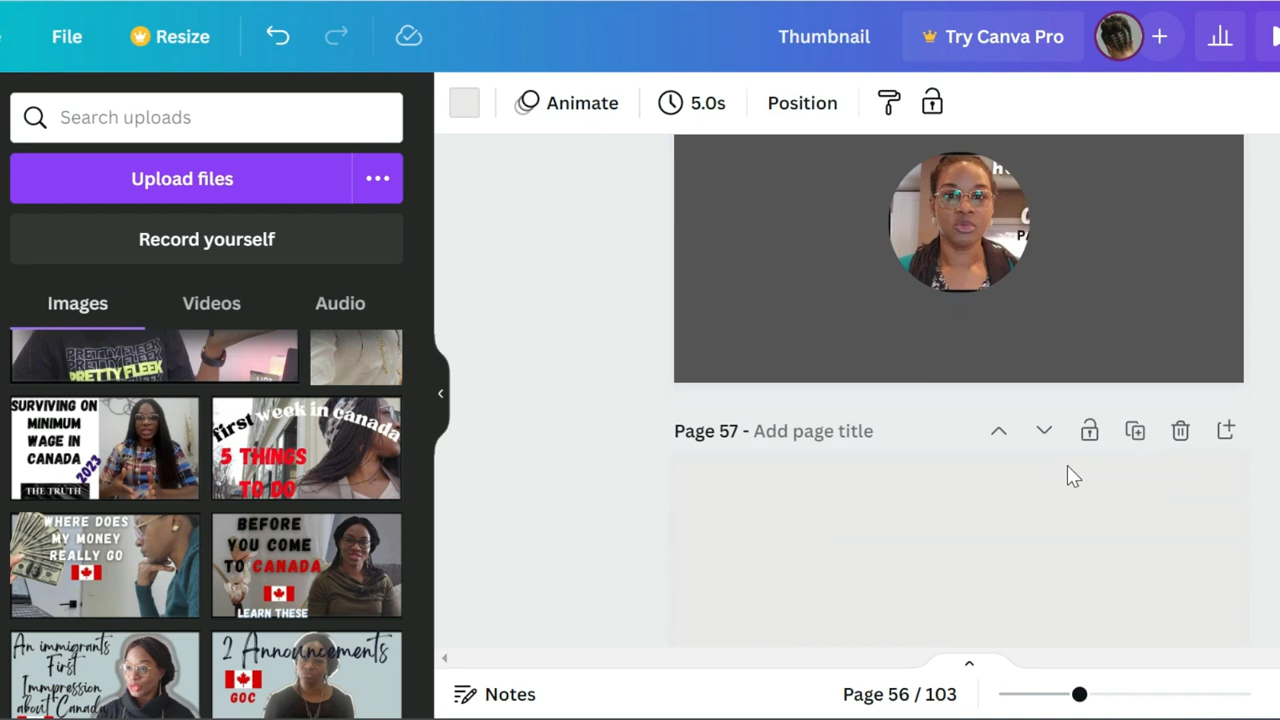 File
Resize
Thumbnail
Try Canva Pro
Search uploads
Animate
5.0s
Position
Upload files
Record yourself
Images
Videos
Audio
PRETTYFLEEK
PRETTYFLEEK
PRETTY FLEEK
SURVIVING ON
MINIMUM
WAGE IN
CANADA
2023
THE TRUTH
first week in canada
5 THINGS
TO DO
Page 57 - Add page title
WHERE DOES
MY MONEY
REALLY GO
BEFORE
YOU COME
TO CANADA
LEARN THESE
An immigrants
First
Immpression
about Canada
2 Announcements
GOC
Notes
Page 56 / 103